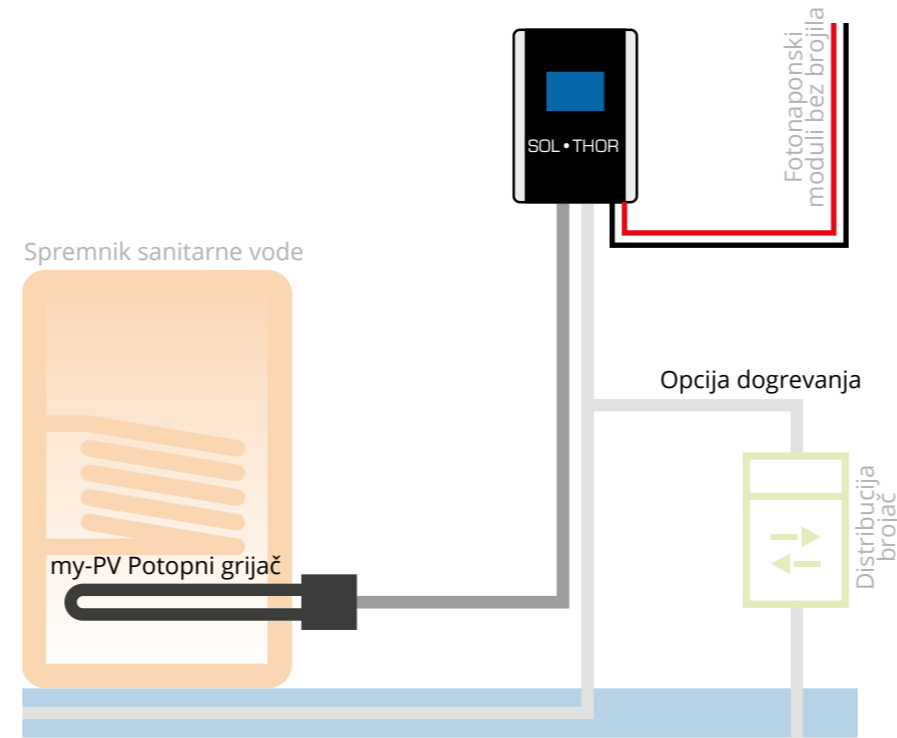 Fotonaponski
moduli bez brojila
SOL•THOR
Spremnik sanitarne vode
Opcija dogrevanja
Distribucija
brojač
my-PV Potopni grijač